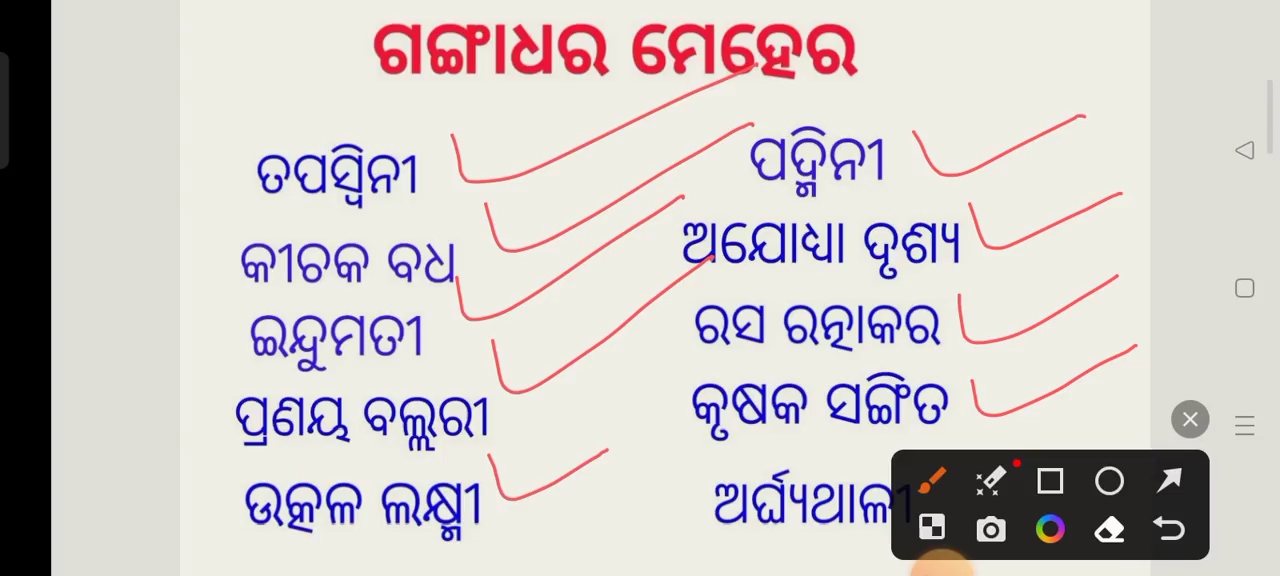 ଗଙ୍ଗାଧର ମେହେର
ତପସ୍ୱିନୀ
କୀଚକ ବଧ
ଇନ୍ଦୁମତୀ
ପ୍ରଣୟ ବଲ୍ଲରୀ
ଉତ୍କଳ ଲକ୍ଷ୍ମୀ
ପଦ୍ମିନୀ
ଅଯୋଧ୍ୟା ଦୃଶ୍ୟ
ରସ ରତ୍ନାକର
କୃଷକ ସଙ୍ଗିତ
ଅର୍ଘ୍ୟଥାଳୀ